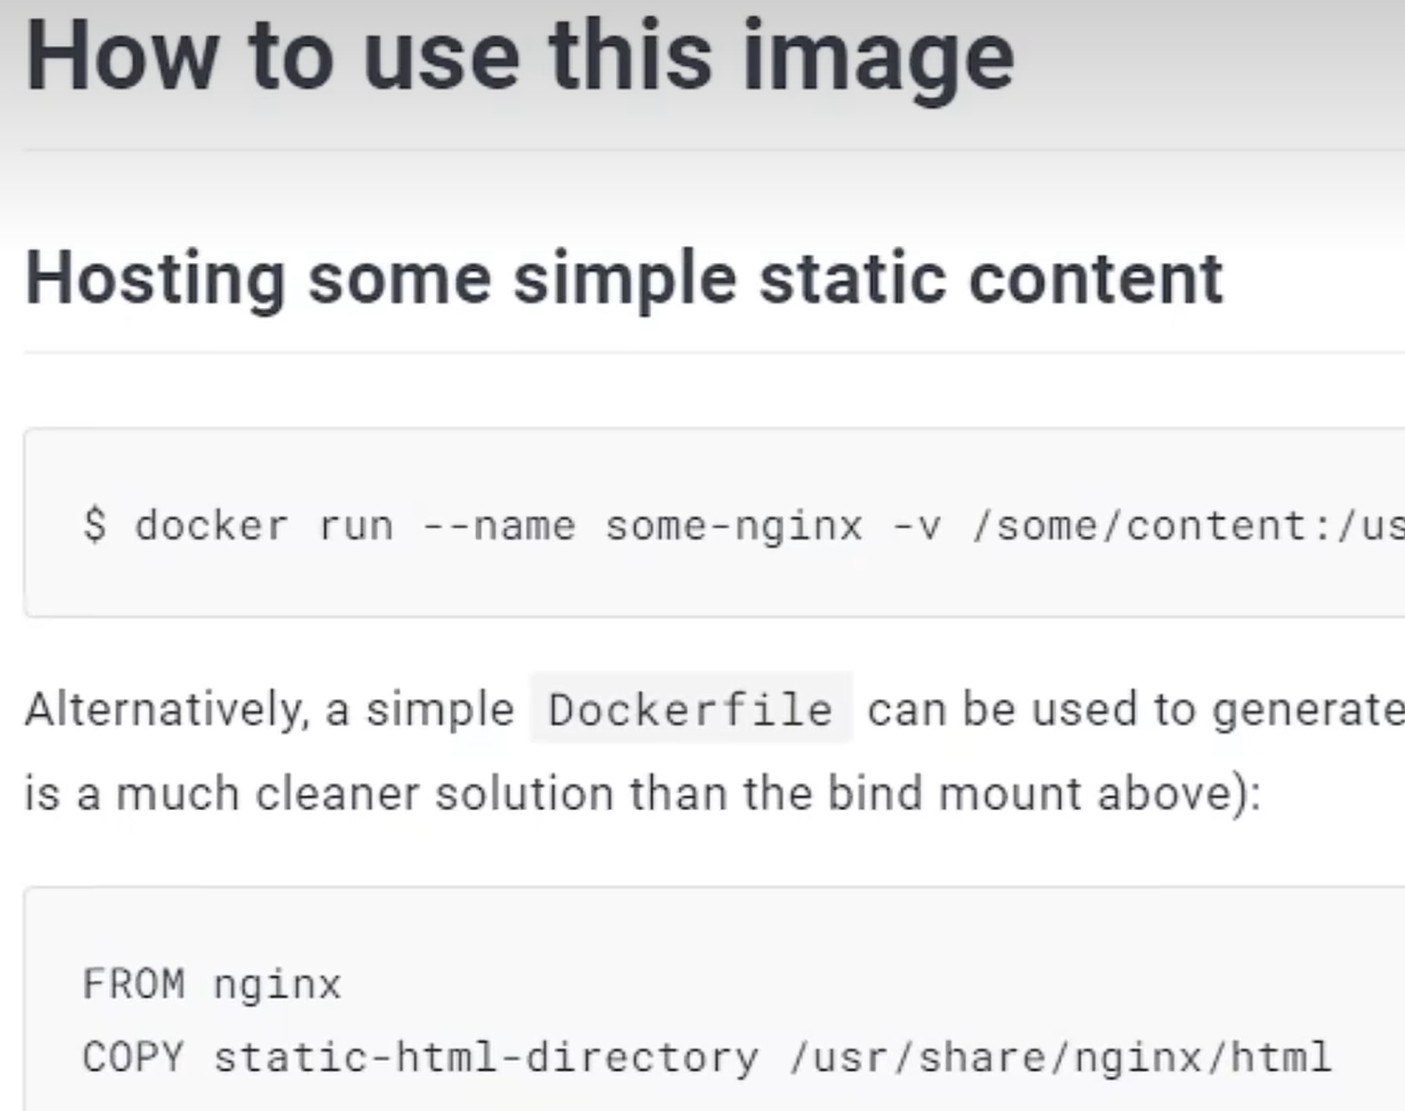 How to use this image
Hosting some simple static content
$ docker run --name some-nginx -v /some/content:/us
Alternatively, a simple Dockerfile can be used to generate
is a much cleaner solution than the bind mount above):
FROM nginx
COPY static-html-directory /usr/share/nginx/html